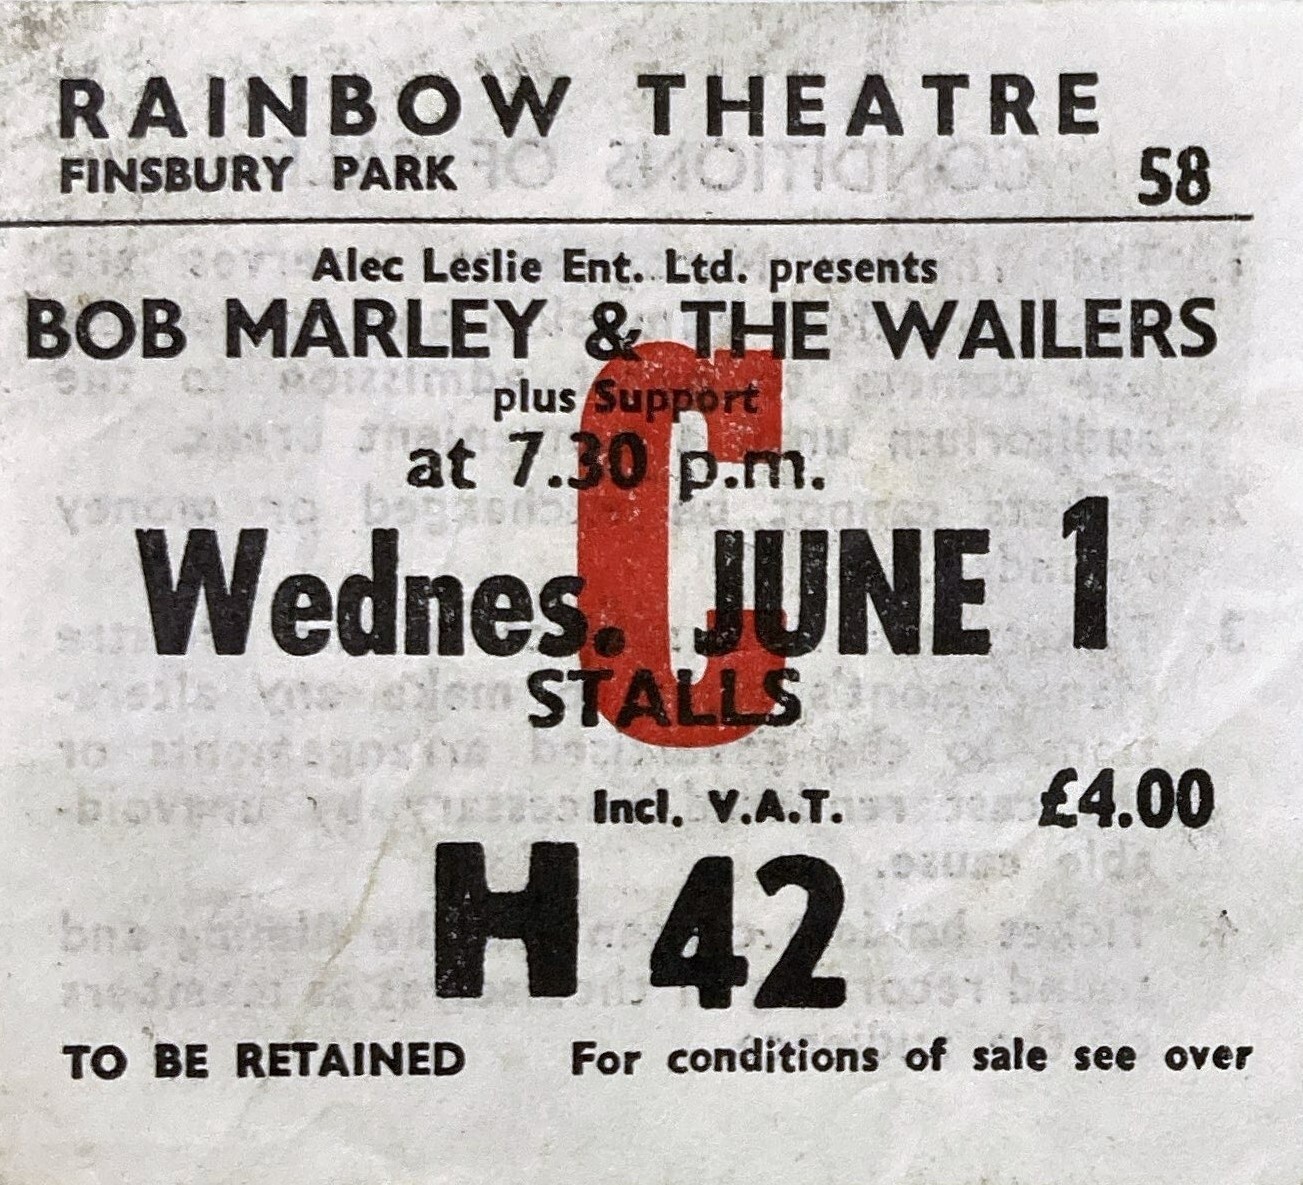 RAINBOW THEATRE
FINSBURY PARK
58
Alec Leslie Ent. Ltd. presents
BOB MARLEY & THE WAILERS
plus Support
at 7.30 p.m.
C
Wednes. JUNE 1
STALLS
Incl. V.A.T. £4.00
H 42
TO BE RETAINED For conditions of sale see over